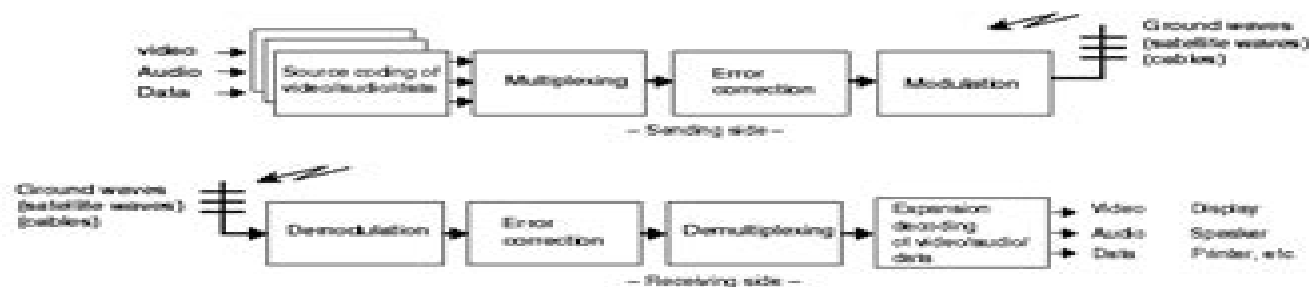 video
Audio
Data
Source coding of
video/audio/data
Multiplexing
Error
correction
Modulation
Ground waves
(satellite waves)
(cables)
– Sending side –
Ground waves
(satellite waves)
(cables)
Demodulation
Error
correction
Demultiplexing
Expansion
decoding
of video/audio/
data
Video Display
Audio Speaker
Data Printer, etc.
– Receiving side –